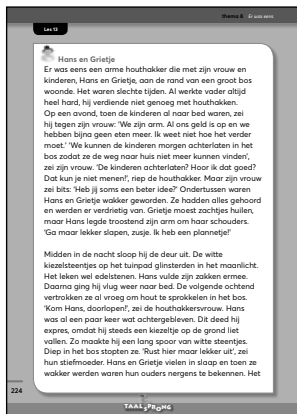 thema 8 Er was eens
Les 13
Hans en Grietje
Er was eens een arme houthakker die met zijn vrouw en
kinderen, Hans en Grietje, aan de rand van een groot bos
woonde. Het waren slechte tijden. Al werkte vader altijd
heel hard, hij verdiende niet genoeg met houthakken.
Op een avond, toen de kinderen al naar bed waren, zei
hij tegen zijn vrouw: 'We zijn arm. Al ons geld is op en we
hebben bijna geen eten meer. Ik weet niet hoe het verder
moet.' 'We kunnen de kinderen morgen achterlaten in het
bos zodat ze de weg naar huis niet meer kunnen vinden',
zei zijn vrouw. 'De kinderen achterlaten? Hoor ik dat goed?
Dat kun je niet menen!', riep de houthakker. Maar zijn vrouw
zei bits: 'Heb jij soms een beter idee?' Ondertussen waren
Hans en Grietje wakker geworden. Ze hadden alles gehoord
en werden er verdrietig van. Grietje moest zachtjes huilen,
maar Hans legde troostend zijn arm om haar schouders.
'Ga maar lekker slapen, zusje. Ik heb een plannetje!'
Midden in de nacht sloop hij de deur uit. De witte
kiezelsteentjes op het tuinpad glinsterden in het maanlicht.
Het leken wel edelstenen. Hans vulde zijn zakken ermee.
Daarna ging hij vlug weer naar bed. De volgende ochtend
vertrokken ze al vroeg om hout te sprokkelen in het bos.
'Kom Hans, doorlopen!', zei de houthakkersvrouw. Hans
was al een paar keer wat achtergebleven. Dit deed hij
expres, omdat hij steeds een kiezeltje op de grond liet
vallen. Zo maakte hij een lang spoor van witte steentjes.
Diep in het bos stopten ze. 'Rust hier maar lekker uit', zei
hun stiefmoeder. Hans en Grietje vielen in slaap en toen ze
wakker werden waren hun ouders nergens te bekennen. Het
224
TAALSPRONG